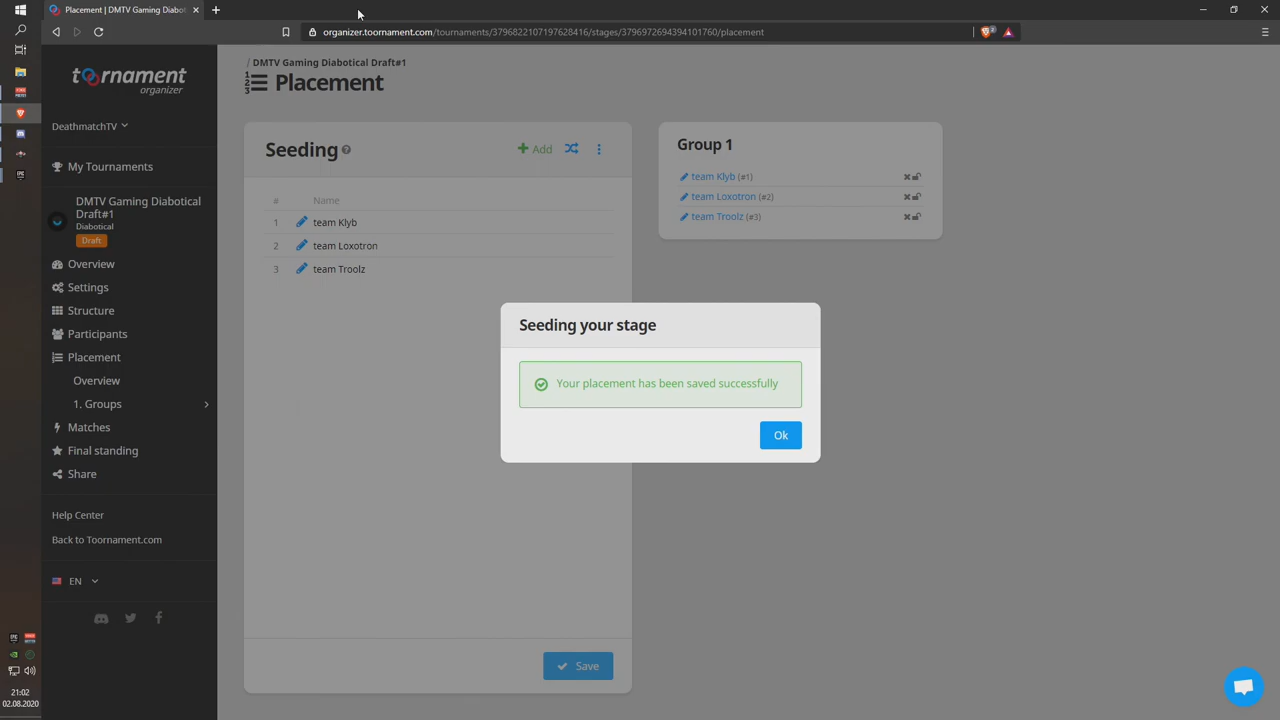 Placement | DMTV Gaming Diabot
organizer.toornament.com/tournaments/3796822107197628416/stages/3796972694394101760/placement
toornament
organizer
DeathmatchTV
My Tournaments
DMTV Gaming Diabotical
Draft#1
Diabotical
Draft
Overview
Settings
Structure
Participants
Placement
Overview
1. Groups
Matches
Final standing
Share
Help Center
Back to Toornament.com
EN
/ DMTV Gaming Diabotical Draft#1
Placement
Seeding
Add
# Name
1 team Klyb
2 team Loxotron
3 team Troolz
Save
Group 1
team Klyb (#1)
team Loxotron (#2)
team Troolz (#3)
Seeding your stage
Your placement has been saved successfully
Ok
21:02
02.08.2020